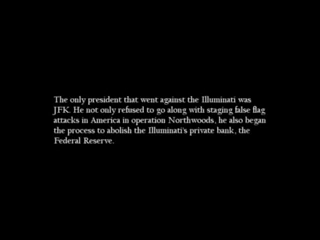 The only president that went against the Illuminati was
JFK. He not only refused to go along with staging false flag
attacks in America in operation Northwoods, he also began
the process to abolish the Illuminati's private bank, the
Federal Reserve.